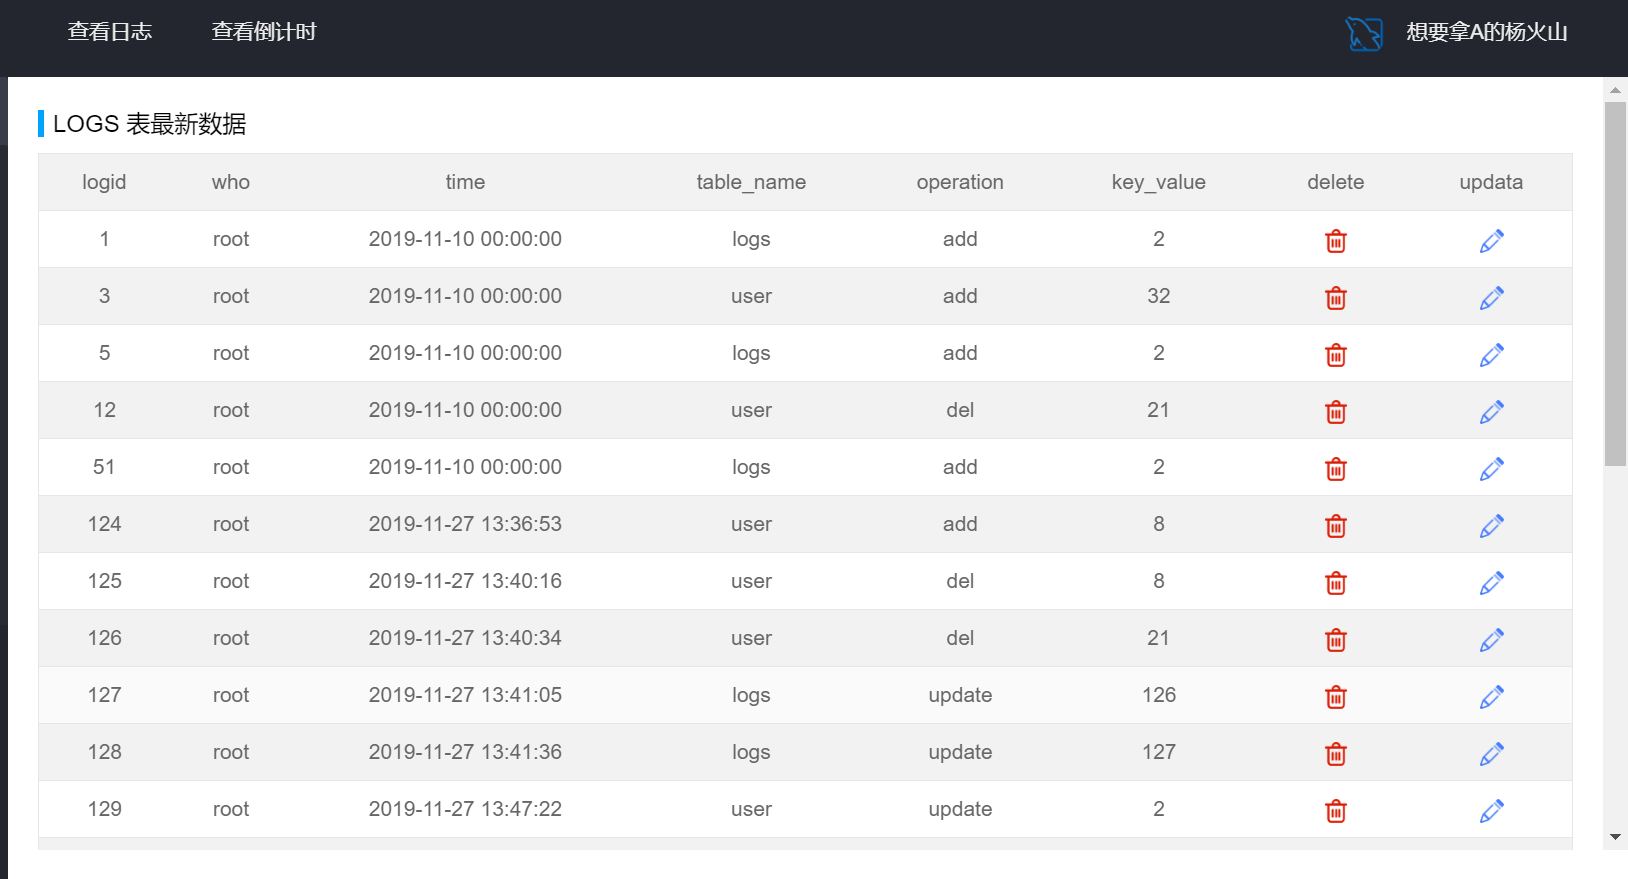 查看日志 查看倒计时 想要拿A的杨火山
LOGS 表最新数据
logid who time table_name operation key_value delete updata
1 root 2019-11-10 00:00:00 logs add 2
3 root 2019-11-10 00:00:00 user add 32
5 root 2019-11-10 00:00:00 logs add 2
12 root 2019-11-10 00:00:00 user del 21
51 root 2019-11-10 00:00:00 logs add 2
124 root 2019-11-27 13:36:53 user add 8
125 root 2019-11-27 13:40:16 user del 8
126 root 2019-11-27 13:40:34 user del 21
127 root 2019-11-27 13:41:05 logs update 126
128 root 2019-11-27 13:41:36 logs update 127
129 root 2019-11-27 13:47:22 user update 2